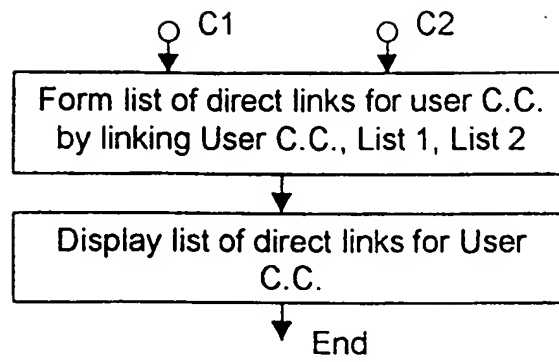 C1 C2
Form list of direct links for user C.C.
by linking User C.C., List 1, List 2
Display list of direct links for User
C.C.
End